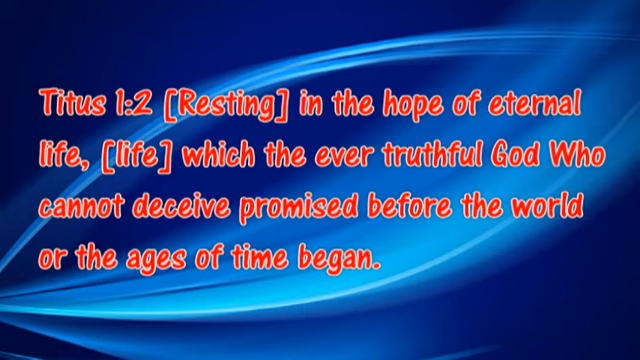 Titus 1:2 [Resting] in the hope of eternal
life, [life] which the ever truthful God Who
cannot deceive promised before the world
or the ages of time began.